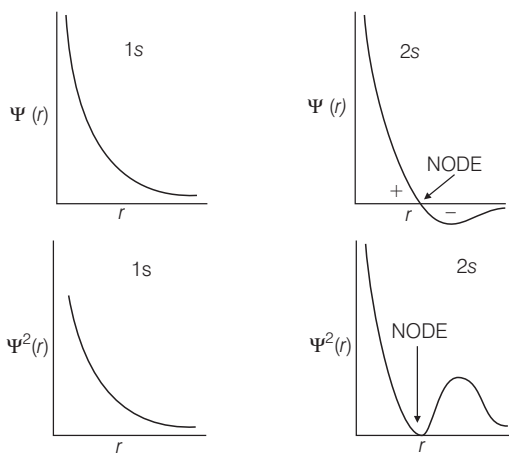 1s
Ψ (r)
r
2s
Ψ (r)
NODE
+
r
−
1s
Ψ²(r)
r
2s
NODE
Ψ²(r)
r